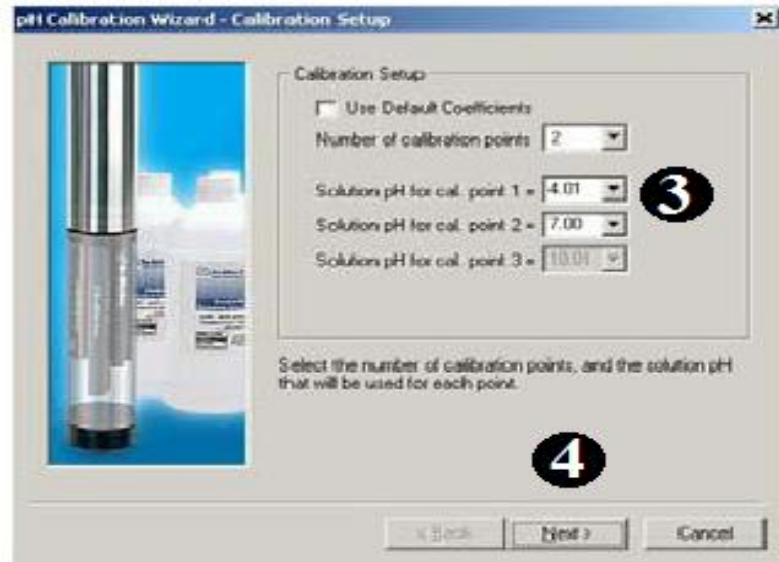 pH Calibration Wizard - Calibration Setup
Calibration Setup
Use Default Coefficients
Number of calibration points 2
Solution pH for cal. point 1 = 4.01
3
Solution pH for cal. point 2 = 7.00
Solution pH for cal. point 3 = 10.01
Select the number of calibration points, and the solution pH
that will be used for each point.
4
< Back Next > Cancel